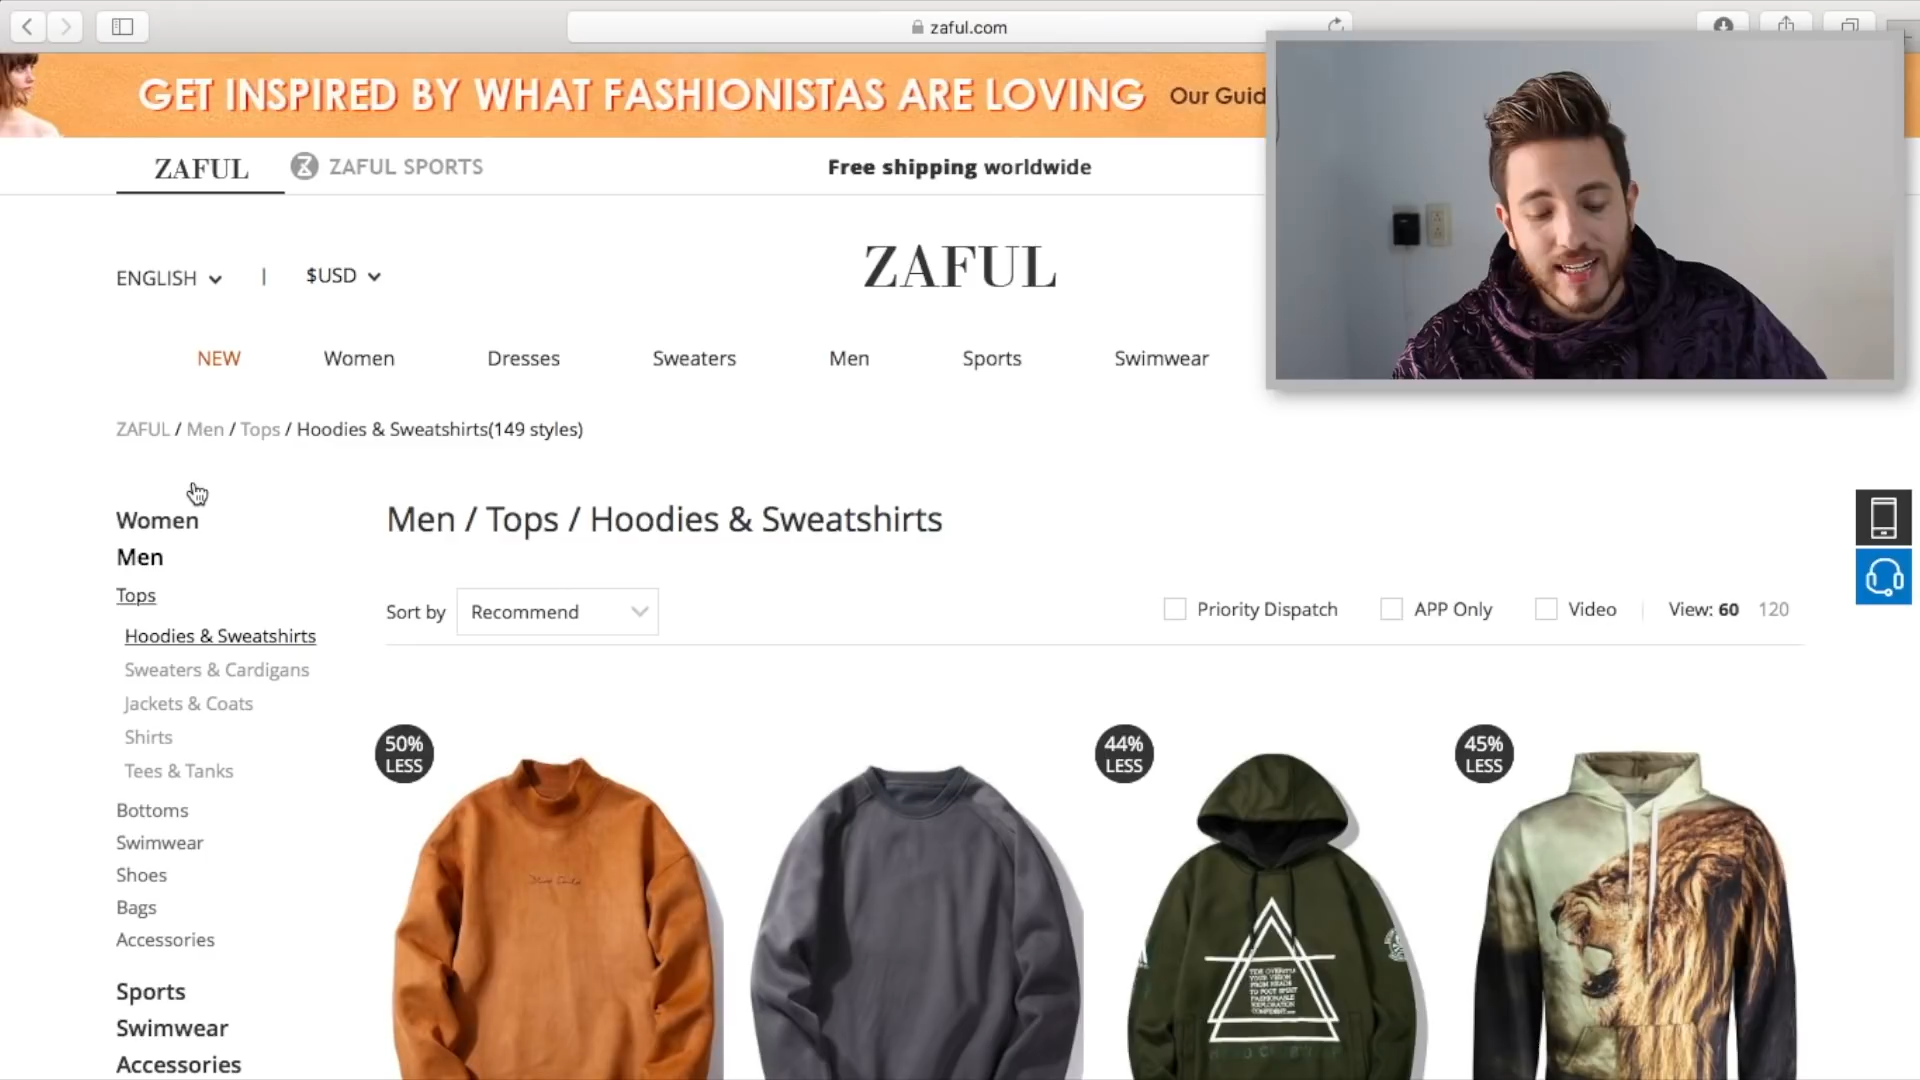 zaful.com
GET INSPIRED BY WHAT FASHIONISTAS ARE LOVING Our Guid
ZAFUL
ZAFUL SPORTS
Free shipping worldwide
ENGLISH | $USD
ZAFUL
NEW Women Dresses Sweaters Men Sports Swimwear
ZAFUL / Men / Tops / Hoodies & Sweatshirts(149 styles)
Women
Men
Tops
Hoodies & Sweatshirts
Sweaters & Cardigans
Jackets & Coats
Shirts
Tees & Tanks
Bottoms
Swimwear
Shoes
Bags
Accessories
Sports
Swimwear
Accessories
Men / Tops / Hoodies & Sweatshirts
Sort by Recommend
Priority Dispatch APP Only Video View: 60 120
50%
LESS
44%
LESS
45%
LESS